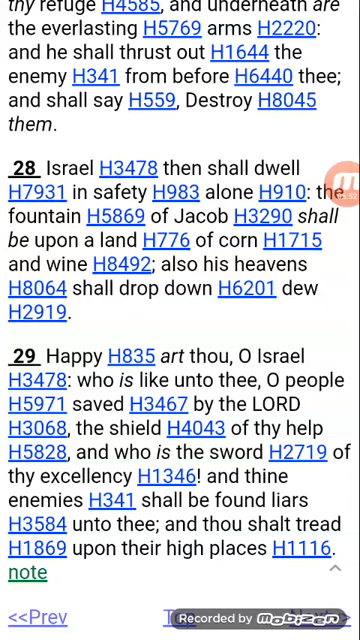 thy refuge H4585, and underneath are
the everlasting H5769 arms H2220:
and he shall thrust out H1644 the
enemy H341 from before H6440 thee;
and shall say H559, Destroy H8045
them.
28 Israel H3478 then shall dwell
H7931 in safety H983 alone H910: the
fountain H5869 of Jacob H3290 shall
be upon a land H776 of corn H1715
and wine H8492; also his heavens
H8064 shall drop down H6201 dew
H2919.
29 Happy H835 art thou, O Israel
H3478: who is like unto thee, O people
H5971 saved H3467 by the LORD
H3068, the shield H4043 of thy help
H5828, and who is the sword H2719 of
thy excellency H1346! and thine
enemies H341 shall be found liars
H3584 unto thee; and thou shalt tread
H1869 upon their high places H1116.
note
<<Prev
Recorded by Mobizen